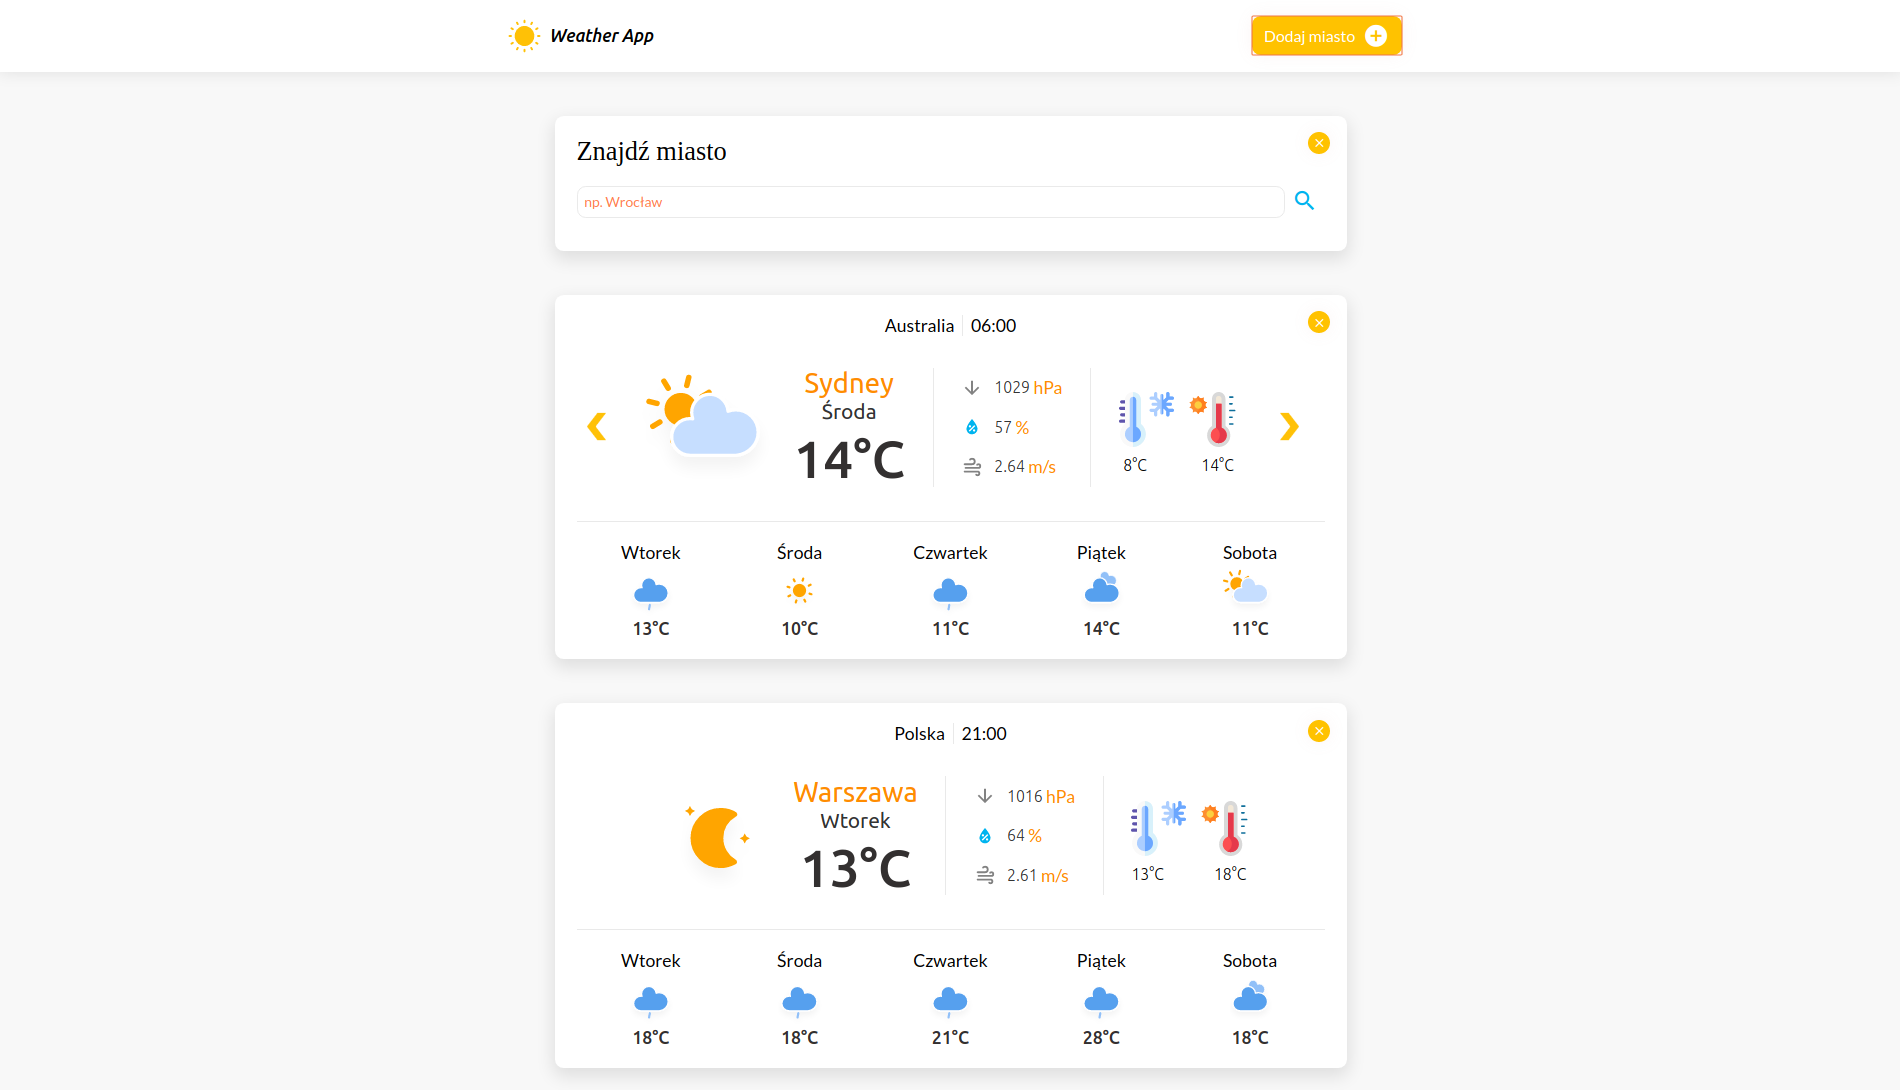 Weather App
Dodaj miasto
Znajdź miasto
np. Wrocław
Australia 06:00
Sydney
Środa
14°C
1029 hPa
57 %
2.64 m/s
8°C 14°C
Wtorek Środa Czwartek Piątek Sobota
13°C 10°C 11°C 14°C 11°C
Polska 21:00
Warszawa
Wtorek
13°C
1016 hPa
64 %
2.61 m/s
13°C 18°C
Wtorek Środa Czwartek Piątek Sobota
18°C 18°C 21°C 28°C 18°C